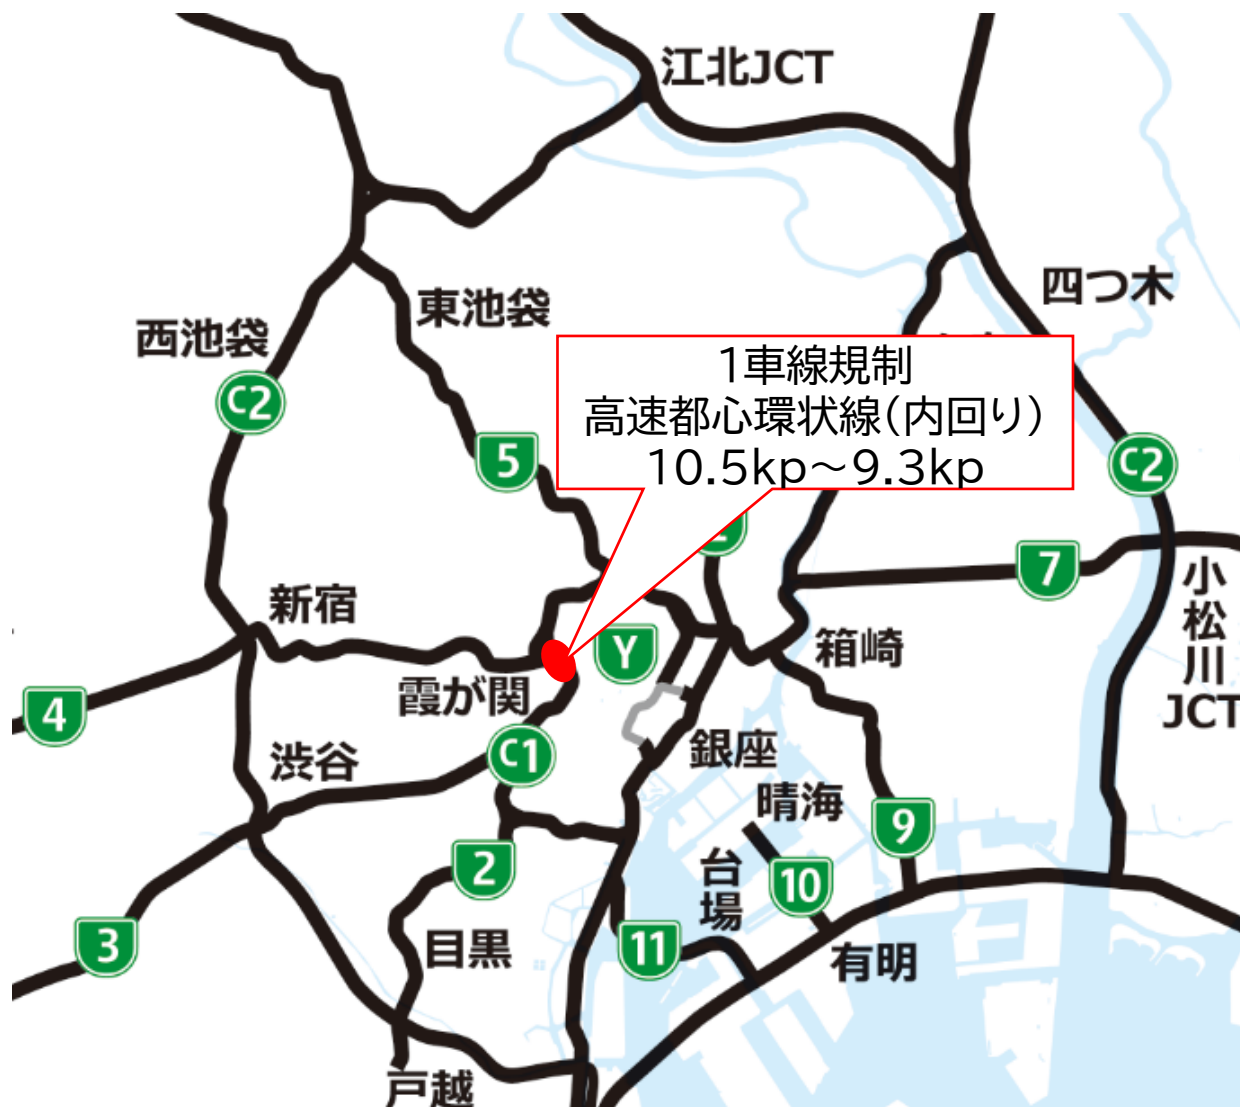 江北JCT
四つ木
東池袋
西池袋
C2
1車線規制
高速都心環状線(内回り)
10.5kp~9.3kp
5
C2
7
小松川JCT
新宿
Y
箱崎
霞が関
4
C1
銀座
渋谷
晴海
9
2
台場
10
3
目黒
11
有明
戸越